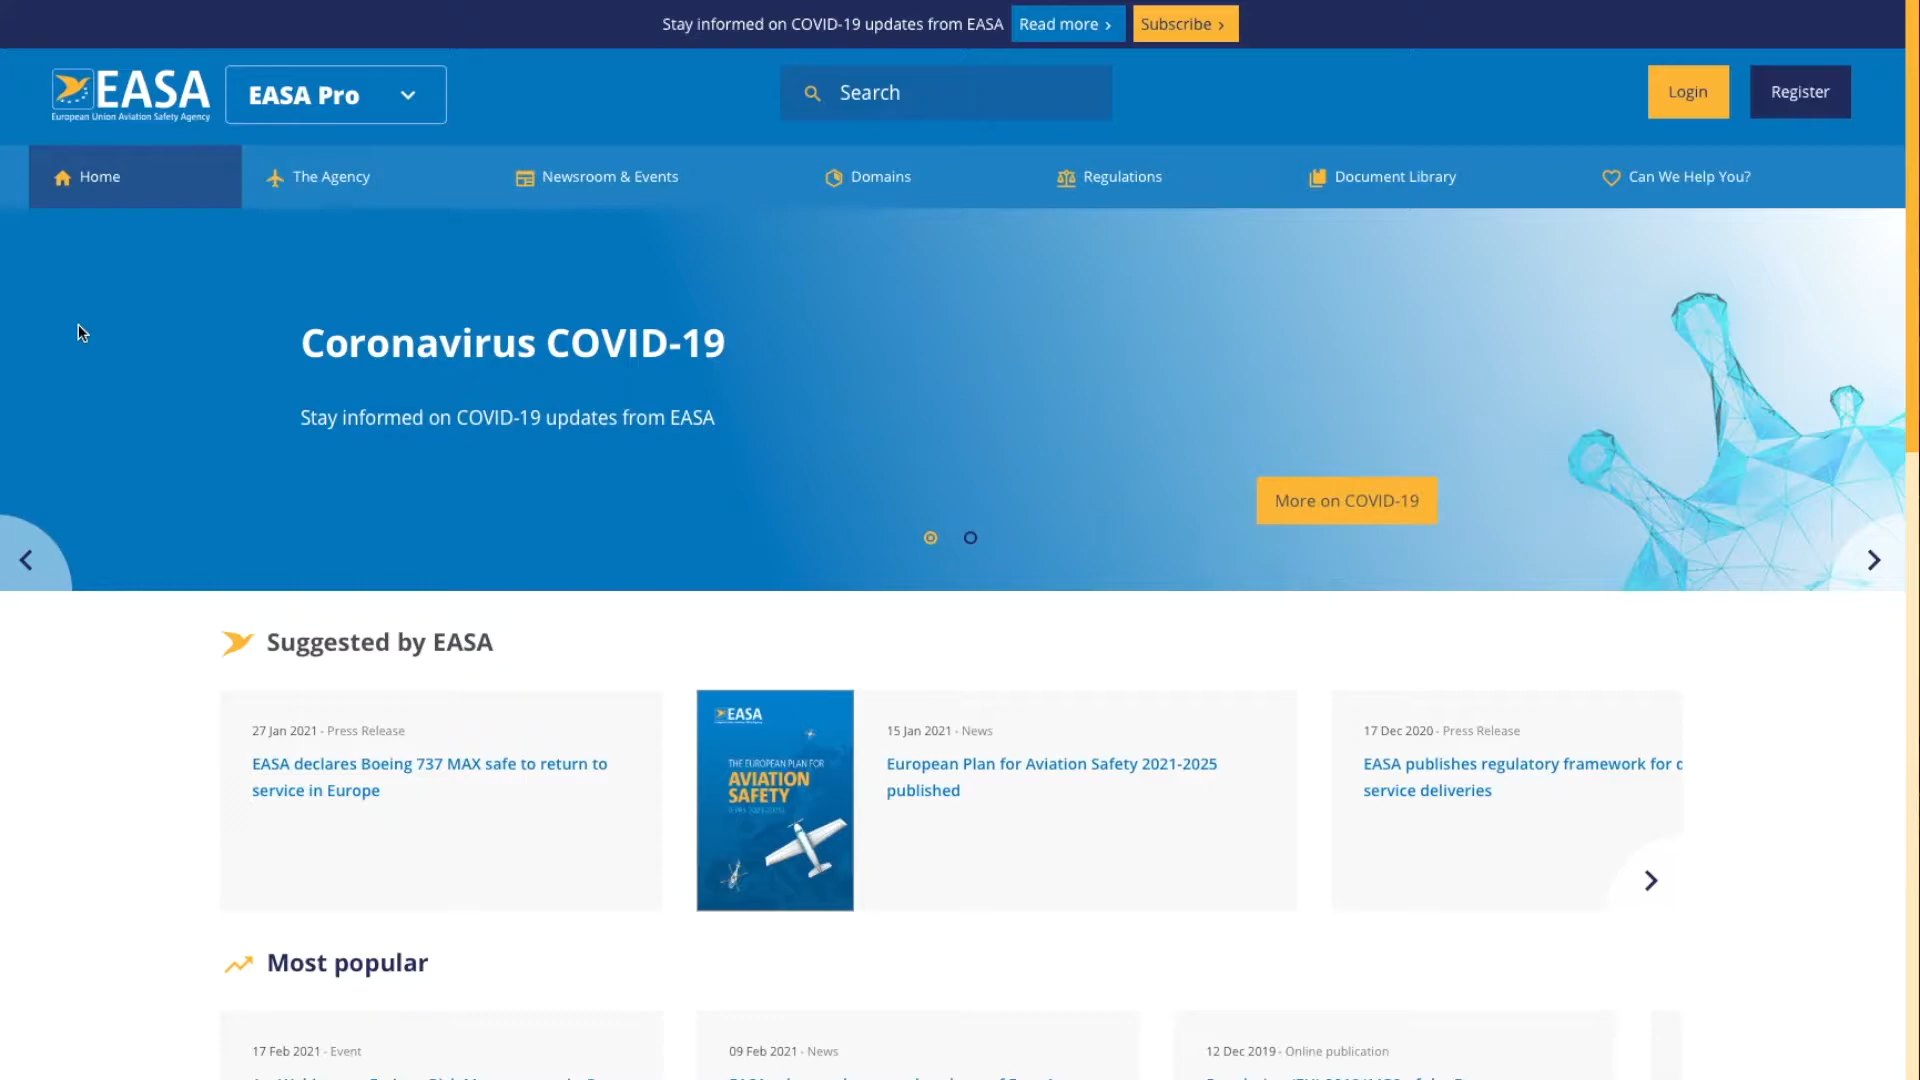 Stay informed on COVID-19 updates from EASA Read more › Subscribe ›
EASA
European Union Aviation Safety Agency
EASA Pro
Search
Login
Register
Home
The Agency
Newsroom & Events
Domains
Regulations
Document Library
Can We Help You?
Coronavirus COVID-19
Stay informed on COVID-19 updates from EASA
More on COVID-19
Suggested by EASA
27 Jan 2021 - Press Release
EASA declares Boeing 737 MAX safe to return to
service in Europe
EASA
THE EUROPEAN PLAN FOR
AVIATION
SAFETY
15 Jan 2021 - News
European Plan for Aviation Safety 2021-2025
published
17 Dec 2020 - Press Release
EASA publishes regulatory framework for
service deliveries
Most popular
17 Feb 2021 - Event
09 Feb 2021 - News
12 Dec 2019 - Online publication